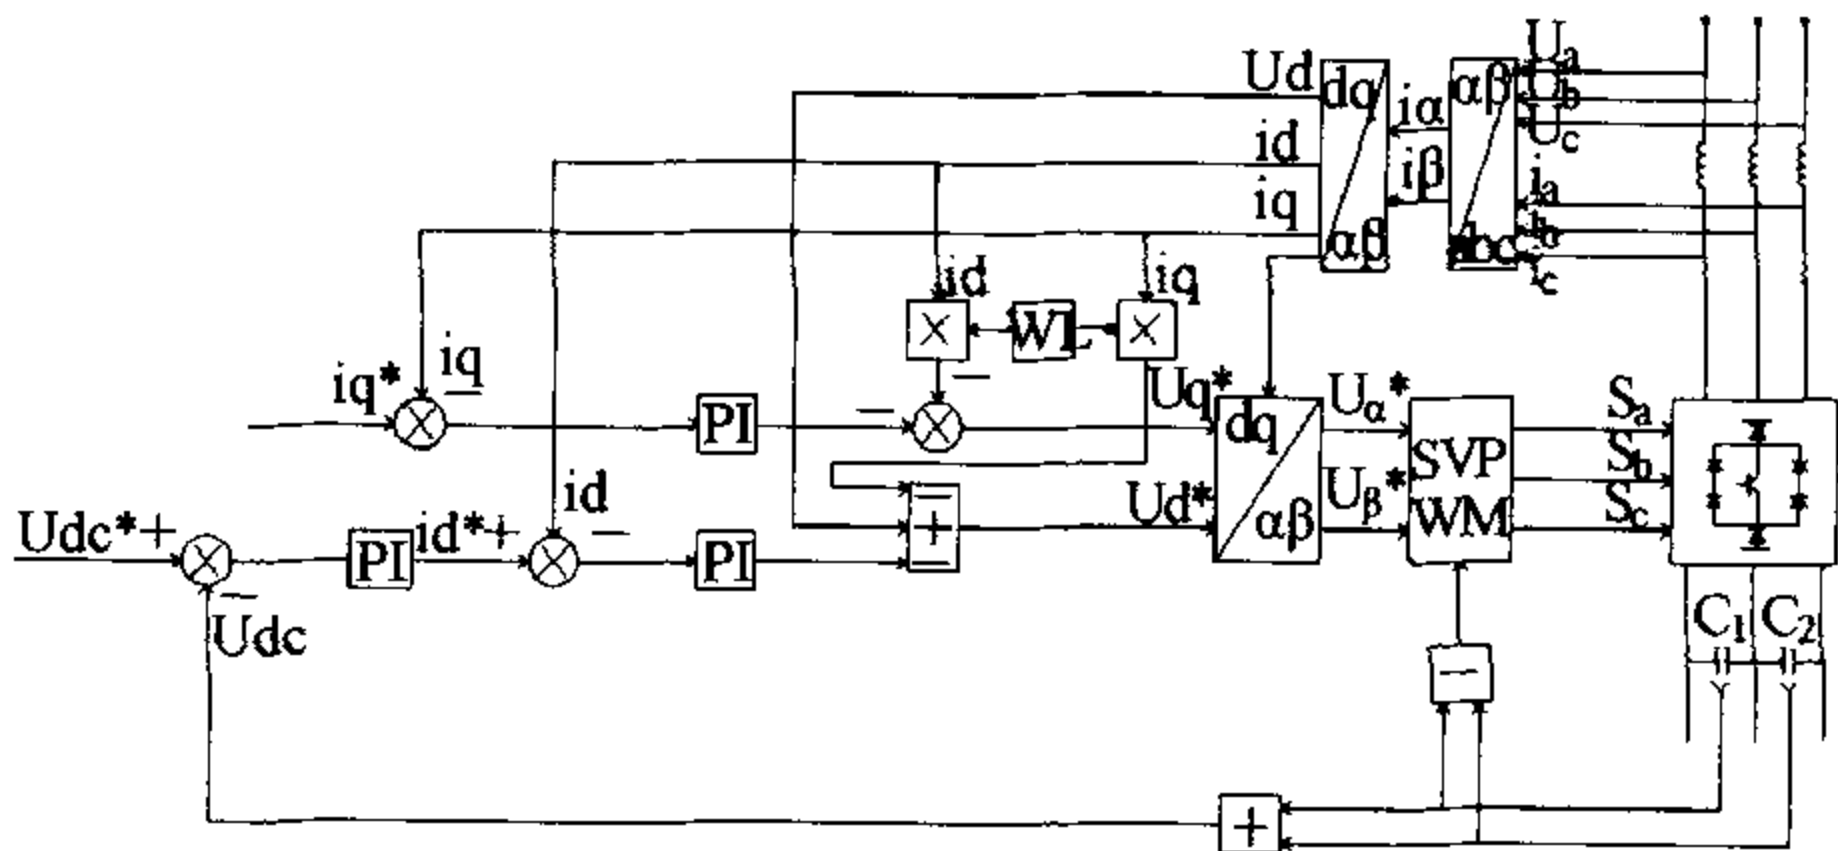 Ud
dq
αβ
Ua
Ub
Uc
iα
id
iβ
ia
ib
iq
αβ
abc
ic
id
iq
×
WL
×
iq*
iq
−
−
−
Uq*
Uα*
Sa
PI
dq
SVP
WM
Sb
id
−
Ud*
Uβ*
Sc
Udc*+
id*+
−
+
αβ
PI
PI
−
−
Udc
C1
C2
−
+